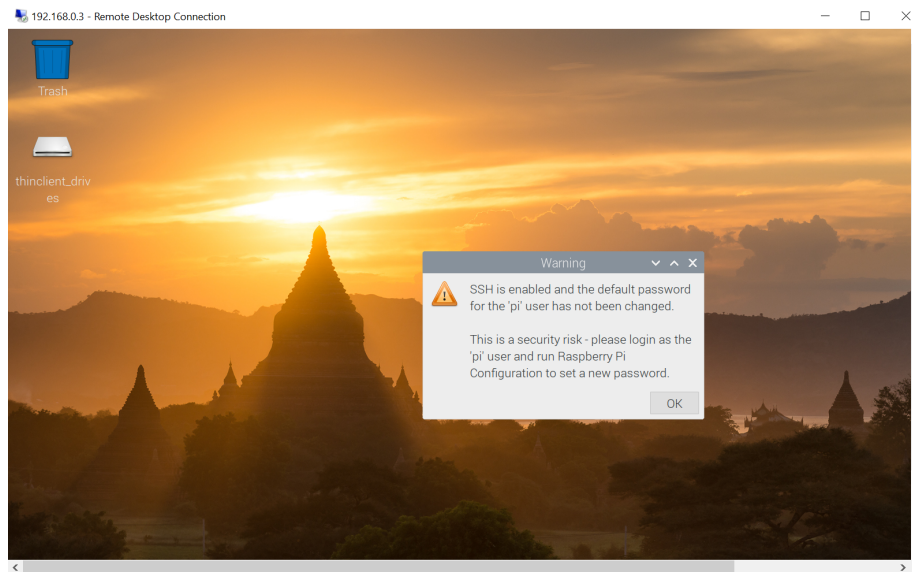 192.168.0.3 - Remote Desktop Connection
Trash
thinclient_driv
es
Warning
SSH is enabled and the default password
for the 'pi' user has not been changed.
This is a security risk - please login as the
'pi' user and run Raspberry Pi
Configuration to set a new password.
OK